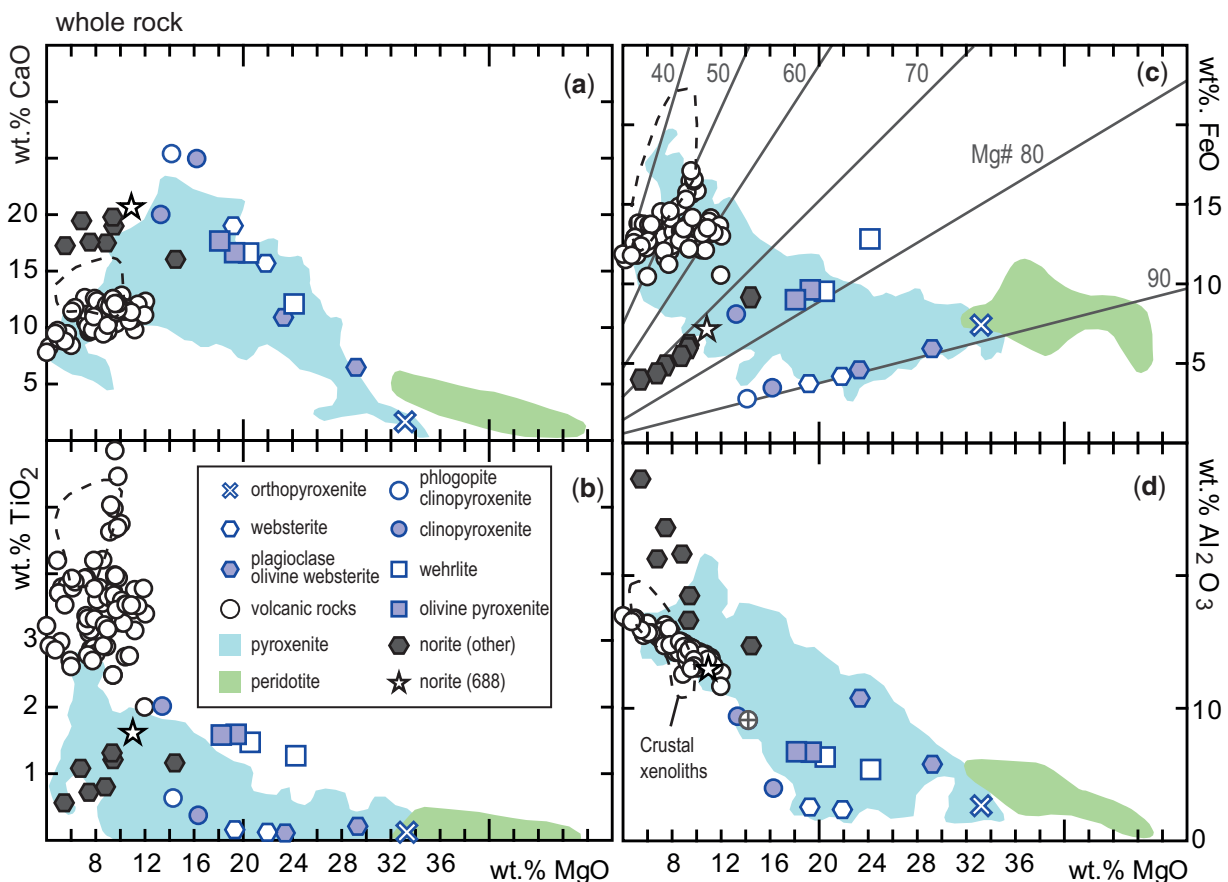 whole rock
wt.% CaO
20
15
10
5
(a)
40
50
60
70
Mg# 80
90
(c)
wt%. FeO
15
10
5
wt.% TiO2
3
2
1
(b)
orthopyroxenite
websterite
plagioclase
olivine websterite
volcanic rocks
pyroxenite
peridotite
phlogopite
clinopyroxenite
clinopyroxenite
wehrlite
olivine pyroxenite
norite (other)
norite (688)
(d)
wt.% Al2O3
10
0
Crustal
xenoliths
8 12 16 20 24 28 32 36 wt.% MgO
8 12 16 20 24 28 32 36 wt.% MgO